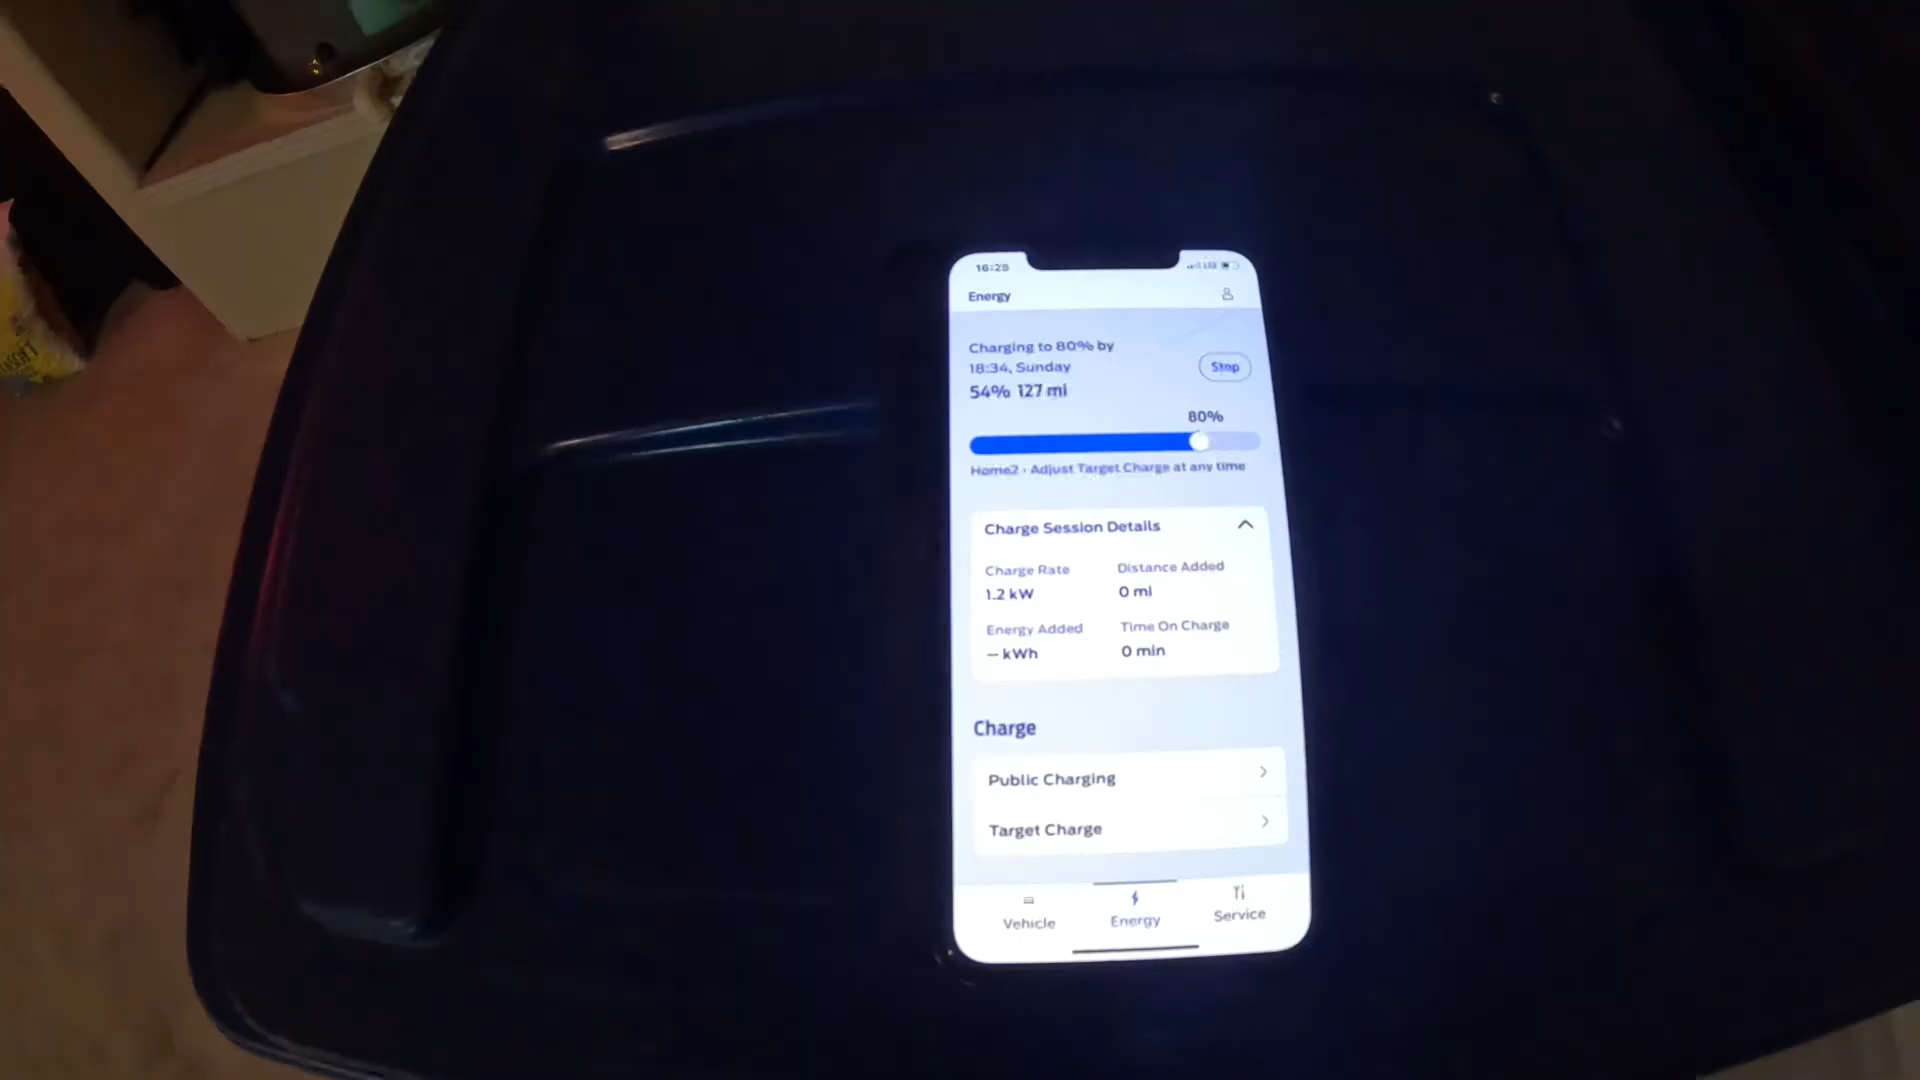 16:29
Energy
Charging to 80% by
18:34, Sunday
Stop
54% 127 mi
80%
Home2 · Adjust Target Charge at any time
Charge Session Details
Charge Rate
Distance Added
1.2 kW
0 mi
Energy Added
Time On Charge
-- kWh
0 min
Charge
Public Charging
Target Charge
Vehicle
Energy
Service